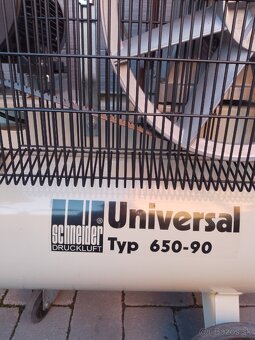 schneider
DRUCKLUFT
Universal
Typ 650-90